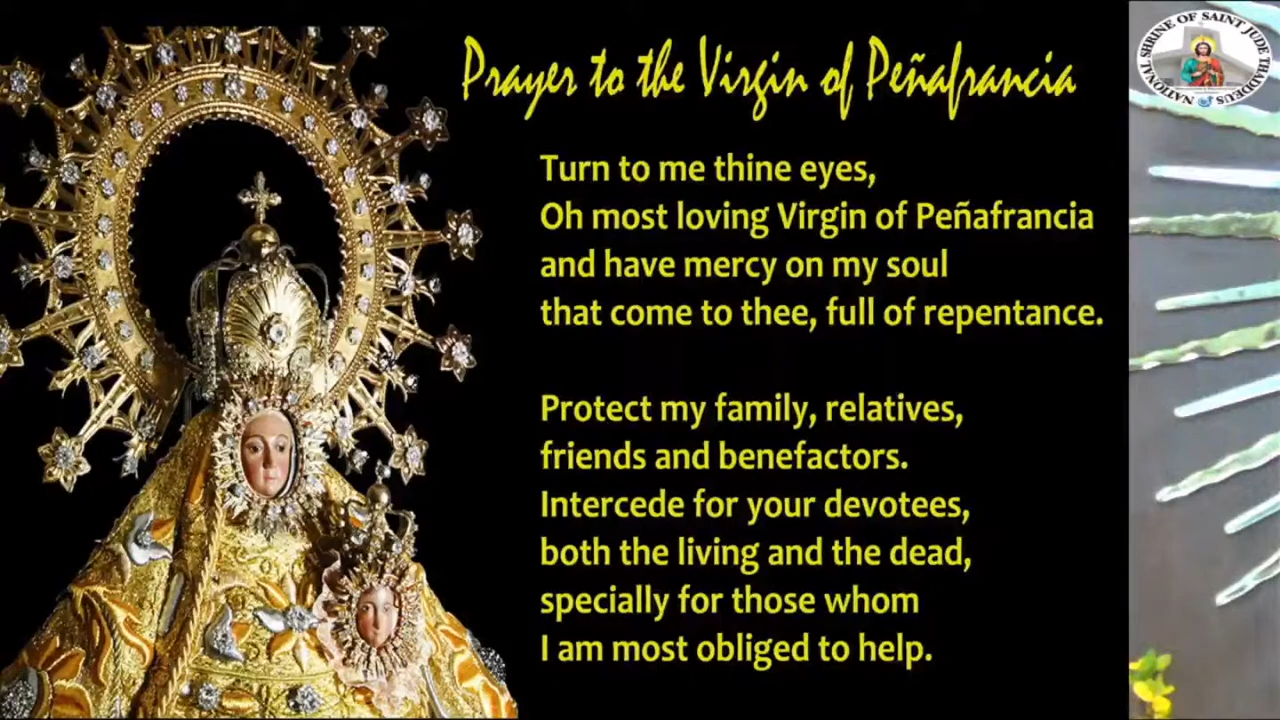 Prayer to the Virgin of Peñafrancia
NATIONAL SHRINE OF SAINT JUDE THADDEUS
Turn to me thine eyes,
Oh most loving Virgin of Peñafrancia
and have mercy on my soul
that come to thee, full of repentance.
Protect my family, relatives,
friends and benefactors.
Intercede for your devotees,
both the living and the dead,
specially for those whom
I am most obliged to help.